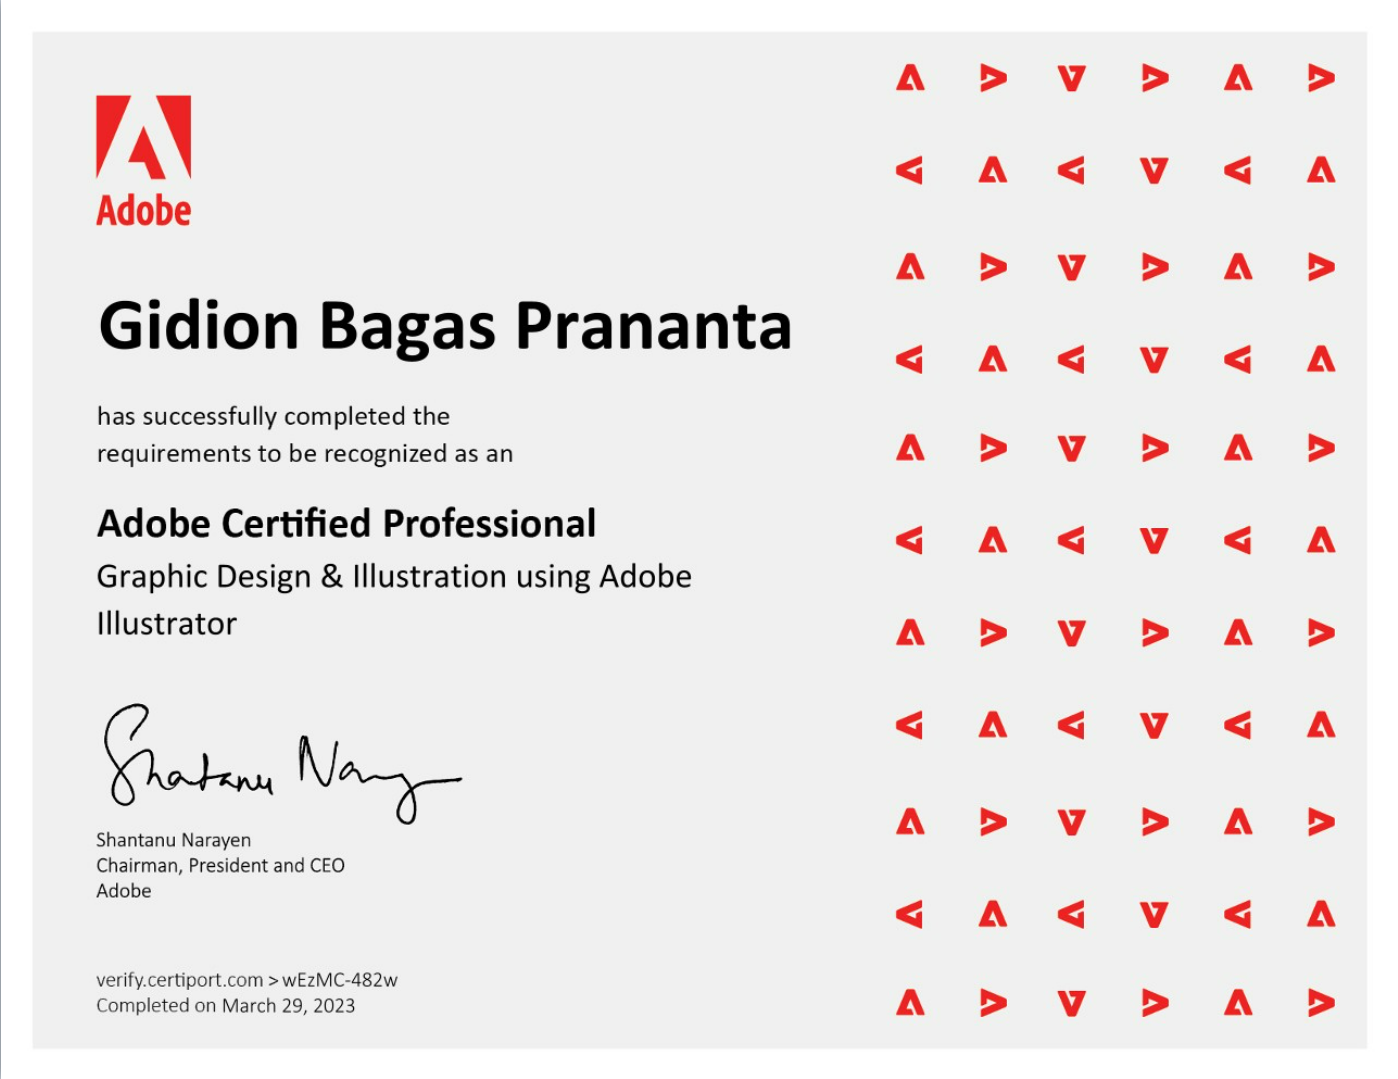 Adobe
Gidion Bagas Prananta
has successfully completed the
requirements to be recognized as an
Adobe Certified Professional
Graphic Design & Illustration using Adobe
Illustrator
Shantanu Narayen
Shantanu Narayen
Chairman, President and CEO
Adobe
verify.certiport.com > wEzMC-482w
Completed on March 29, 2023